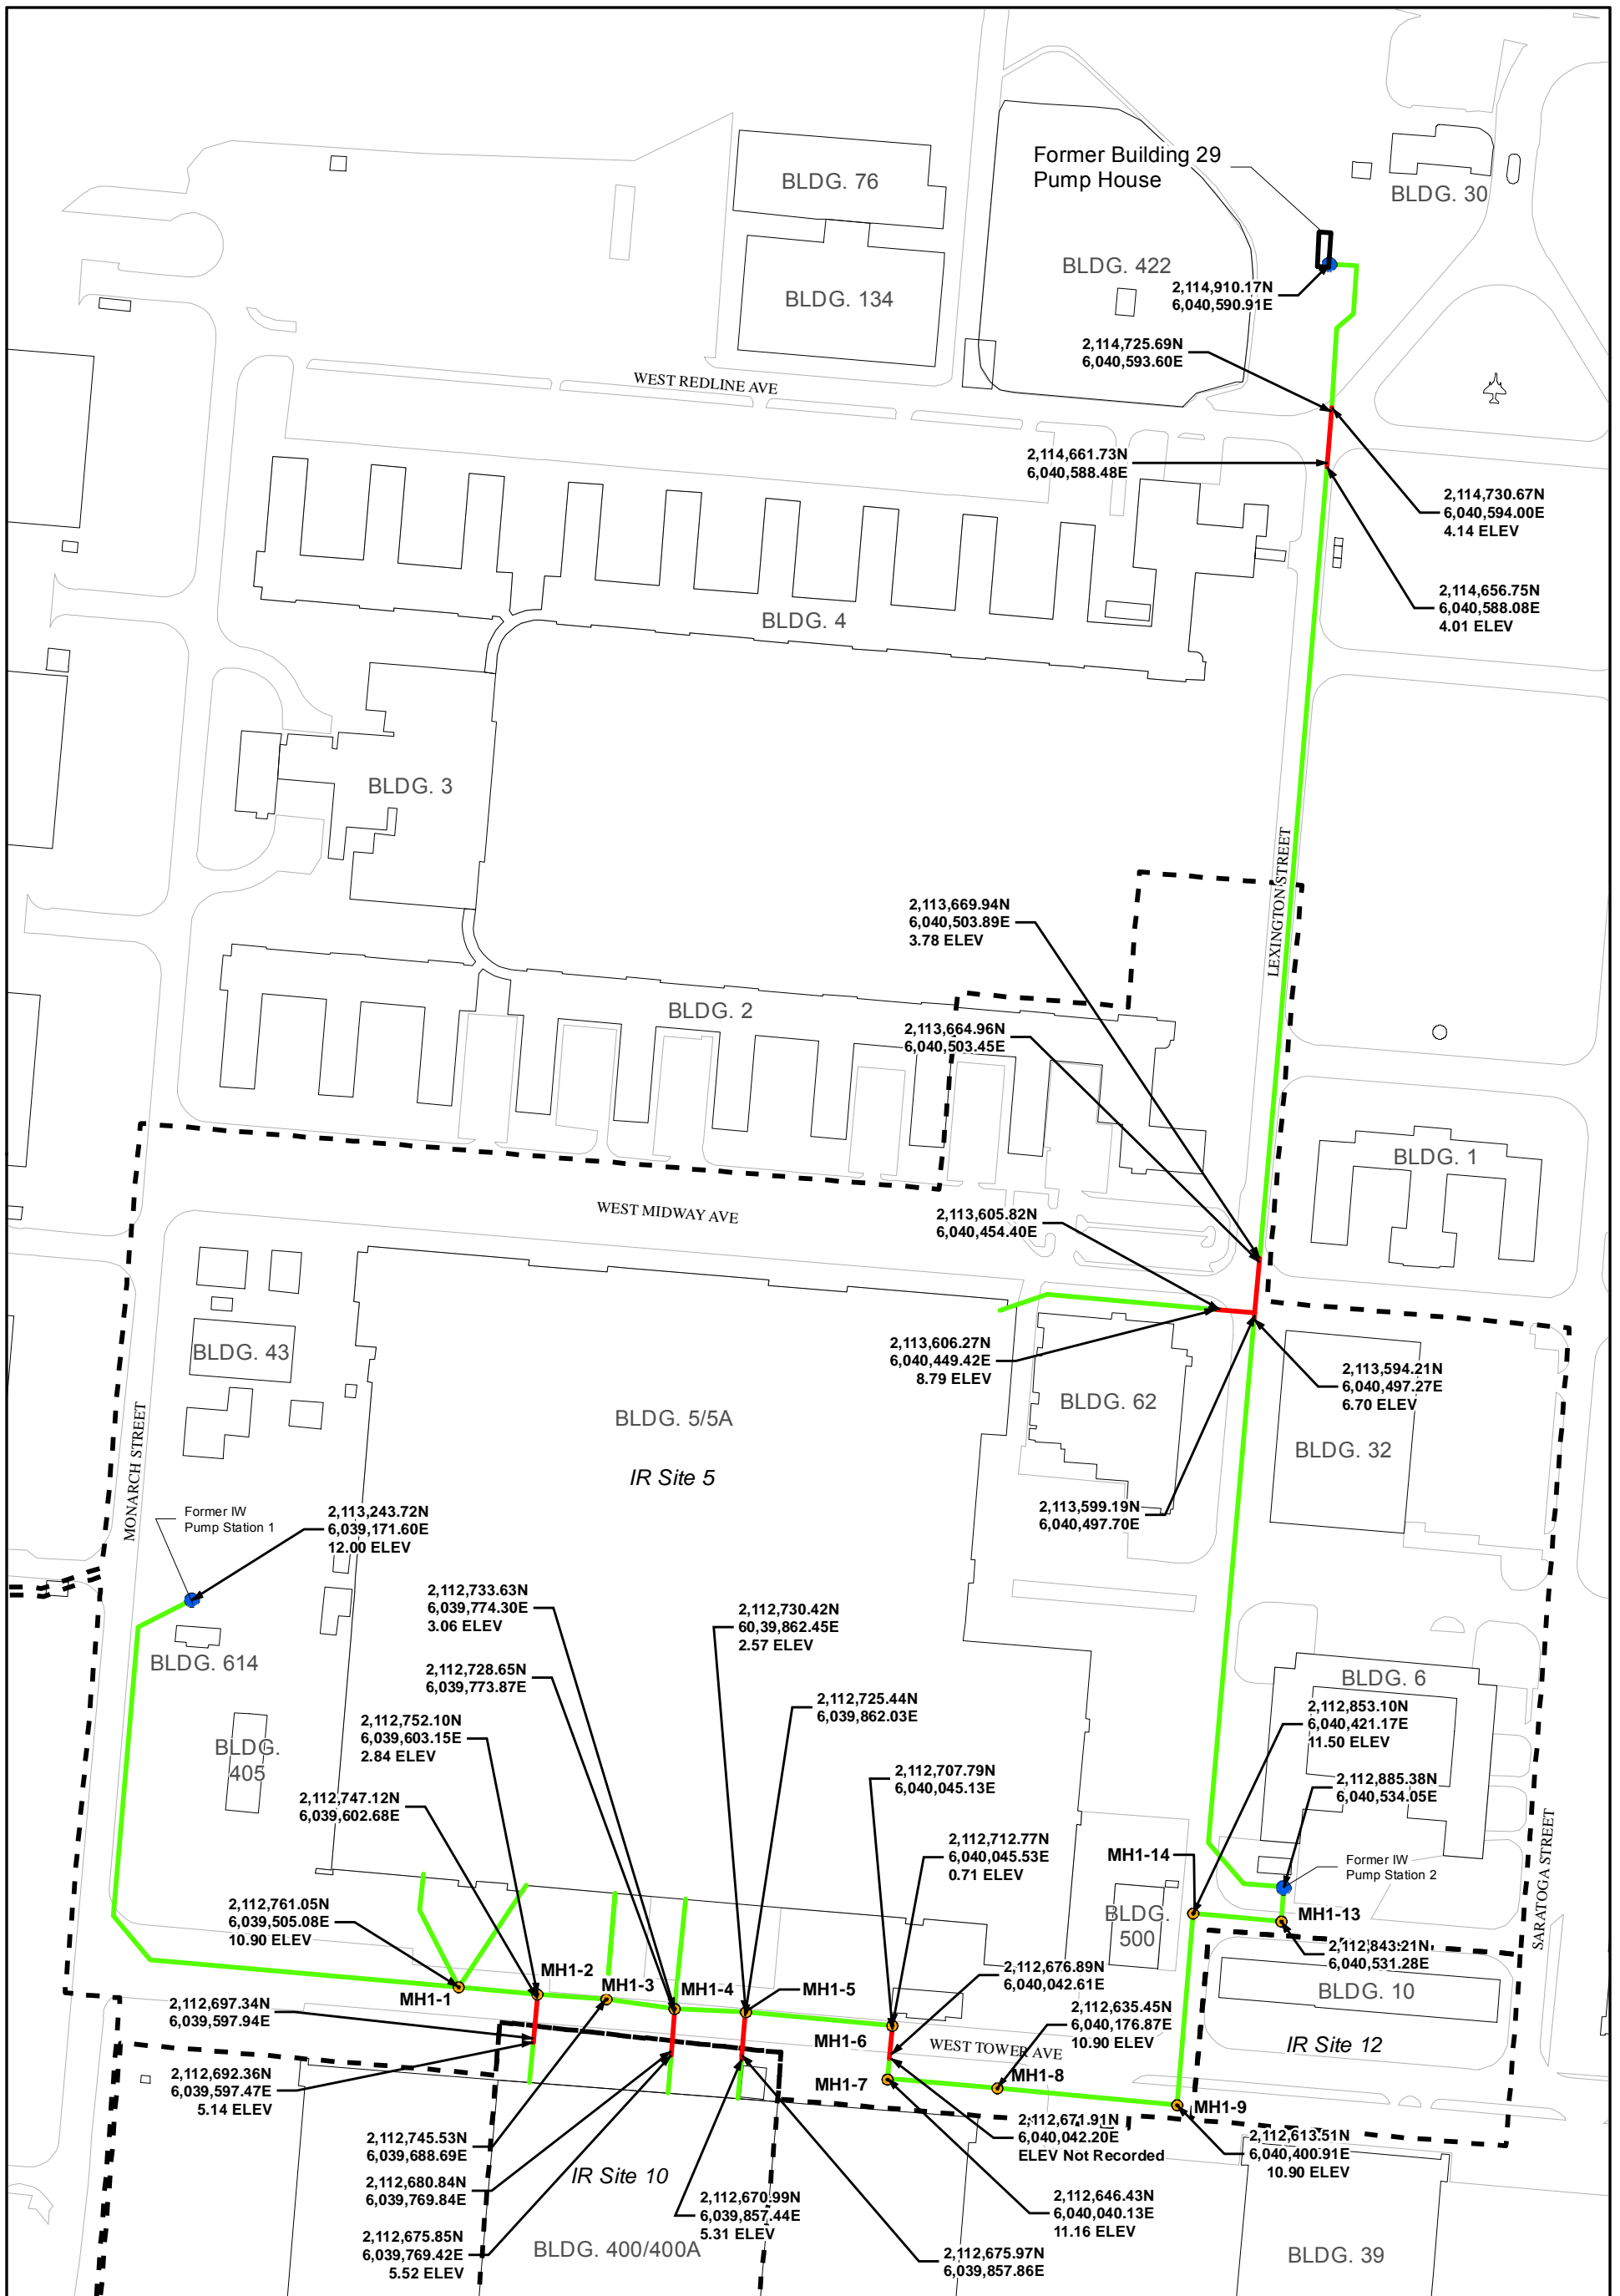 Former Building 29
Pump House
BLDG. 76
BLDG. 30
BLDG. 422
BLDG. 134
2,114,910.17N
6,040,590.91E
2,114,725.69N
6,040,593.60E
WEST REDLINE AVE
2,114,661.73N
6,040,588.48E
2,114,730.67N
6,040,594.00E
4.14 ELEV
2,114,656.75N
6,040,588.08E
4.01 ELEV
BLDG. 4
BLDG. 3
LEXINGTON STREET
2,113,669.94N
6,040,503.89E
3.78 ELEV
BLDG. 2
2,113,664.96N
6,040,503.45E
BLDG. 1
WEST MIDWAY AVE
2,113,605.82N
6,040,454.40E
BLDG. 43
2,113,606.27N
6,040,449.42E
8.79 ELEV
2,113,594.21N
6,040,497.27E
6.70 ELEV
BLDG. 62
BLDG. 5/5A
BLDG. 32
IR Site 5
MONARCH STREET
Former IW
Pump Station 1
2,113,243.72N
6,039,171.60E
12.00 ELEV
2,113,599.19N
6,040,497.70E
2,112,733.63N
6,039,774.30E
3.06 ELEV
2,112,730.42N
60,39,862.45E
2.57 ELEV
BLDG. 614
2,112,728.65N
6,039,773.87E
BLDG. 6
2,112,725.44N
6,039,862.03E
2,112,853.10N
6,040,421.17E
11.50 ELEV
2,112,752.10N
6,039,603.15E
2.84 ELEV
BLDG.
405
2,112,707.79N
6,040,045.13E
2,112,885.38N
6,040,534.05E
2,112,747.12N
6,039,602.68E
2,112,712.77N
6,040,045.53E
0.71 ELEV
MH1-14
Former IW
Pump Station 2
SARATOGA STREET
2,112,761.05N
6,039,505.08E
10.90 ELEV
BLDG.
500
MH1-13
2,112,843.21N
6,040,531.28E
MH1-2
MH1-3
MH1-1
MH1-4
MH1-5
2,112,676.89N
6,040,042.61E
BLDG. 10
2,112,697.34N
6,039,597.94E
2,112,635.45N
6,040,176.87E
10.90 ELEV
MH1-6
WEST TOWER AVE
IR Site 12
2,112,692.36N
6,039,597.47E
5.14 ELEV
MH1-7
MH1-8
MH1-9
2,112,671.91N
6,040,042.20E
ELEV Not Recorded
2,112,745.53N
6,039,688.69E
2,112,613.51N
6,040,400.91E
10.90 ELEV
IR Site 10
2,112,680.84N
6,039,769.84E
2,112,670.99N
6,039,857.44E
5.31 ELEV
2,112,646.43N
6,040,040.13E
11.16 ELEV
2,112,675.85N
6,039,769.42E
5.52 ELEV
BLDG. 400/400A
2,112,675.97N
6,039,857.86E
BLDG. 39